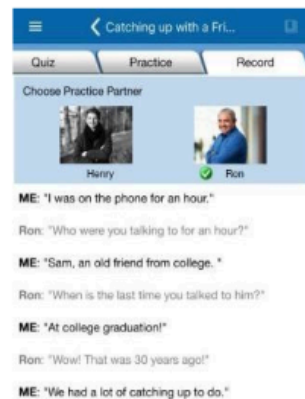 Catching up with a Fri...
Quiz
Practice
Record
Choose Practice Partner
Henry
Ron
ME: "I was on the phone for an hour."
Ron: "Who were you talking to for an hour?"
ME: "Sam, an old friend from college. "
Ron: "When is the last time you talked to him?"
ME: "At college graduation!"
Ron: "Wow! That was 30 years ago!"
ME: "We had a lot of catching up to do."